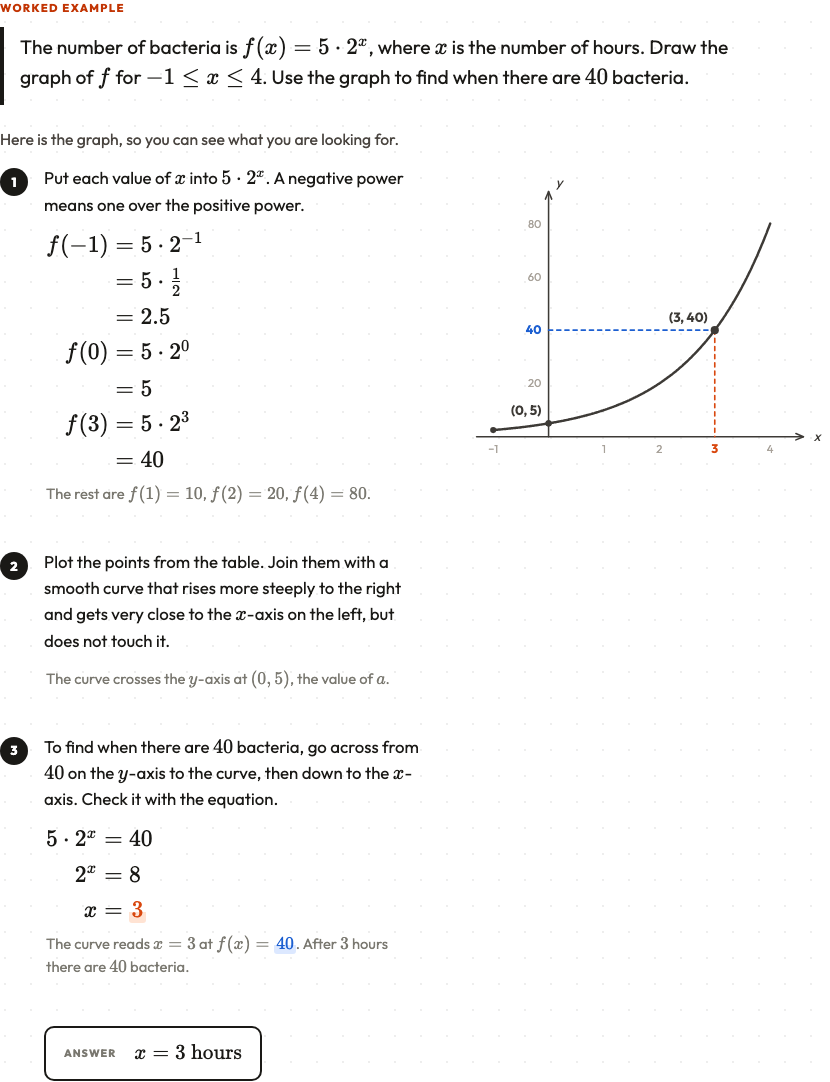 WORKED EXAMPLE
The number of bacteria is f(x) = 5 · 2^x, where x is the number of hours. Draw the
graph of f for −1 ≤ x ≤ 4. Use the graph to find when there are 40 bacteria.
Here is the graph, so you can see what you are looking for.
1
Put each value of x into 5 · 2^x. A negative power
means one over the positive power.
f(−1) = 5 · 2^−1
= 5 · 1/2
= 2.5
f(0) = 5 · 2^0
= 5
f(3) = 5 · 2^3
= 40
The rest are f(1) = 10, f(2) = 20, f(4) = 80.
y
80
60
(3, 40)
40
20
(0, 5)
x
−1 1 2 3 4
2
Plot the points from the table. Join them with a
smooth curve that rises more steeply to the right
and gets very close to the x-axis on the left, but
does not touch it.
The curve crosses the y-axis at (0, 5), the value of a.
3
To find when there are 40 bacteria, go across from
40 on the y-axis to the curve, then down to the x-
axis. Check it with the equation.
5 · 2^x = 40
2^x = 8
x = 3
The curve reads x = 3 at f(x) = 40. After 3 hours
there are 40 bacteria.
ANSWER x = 3 hours